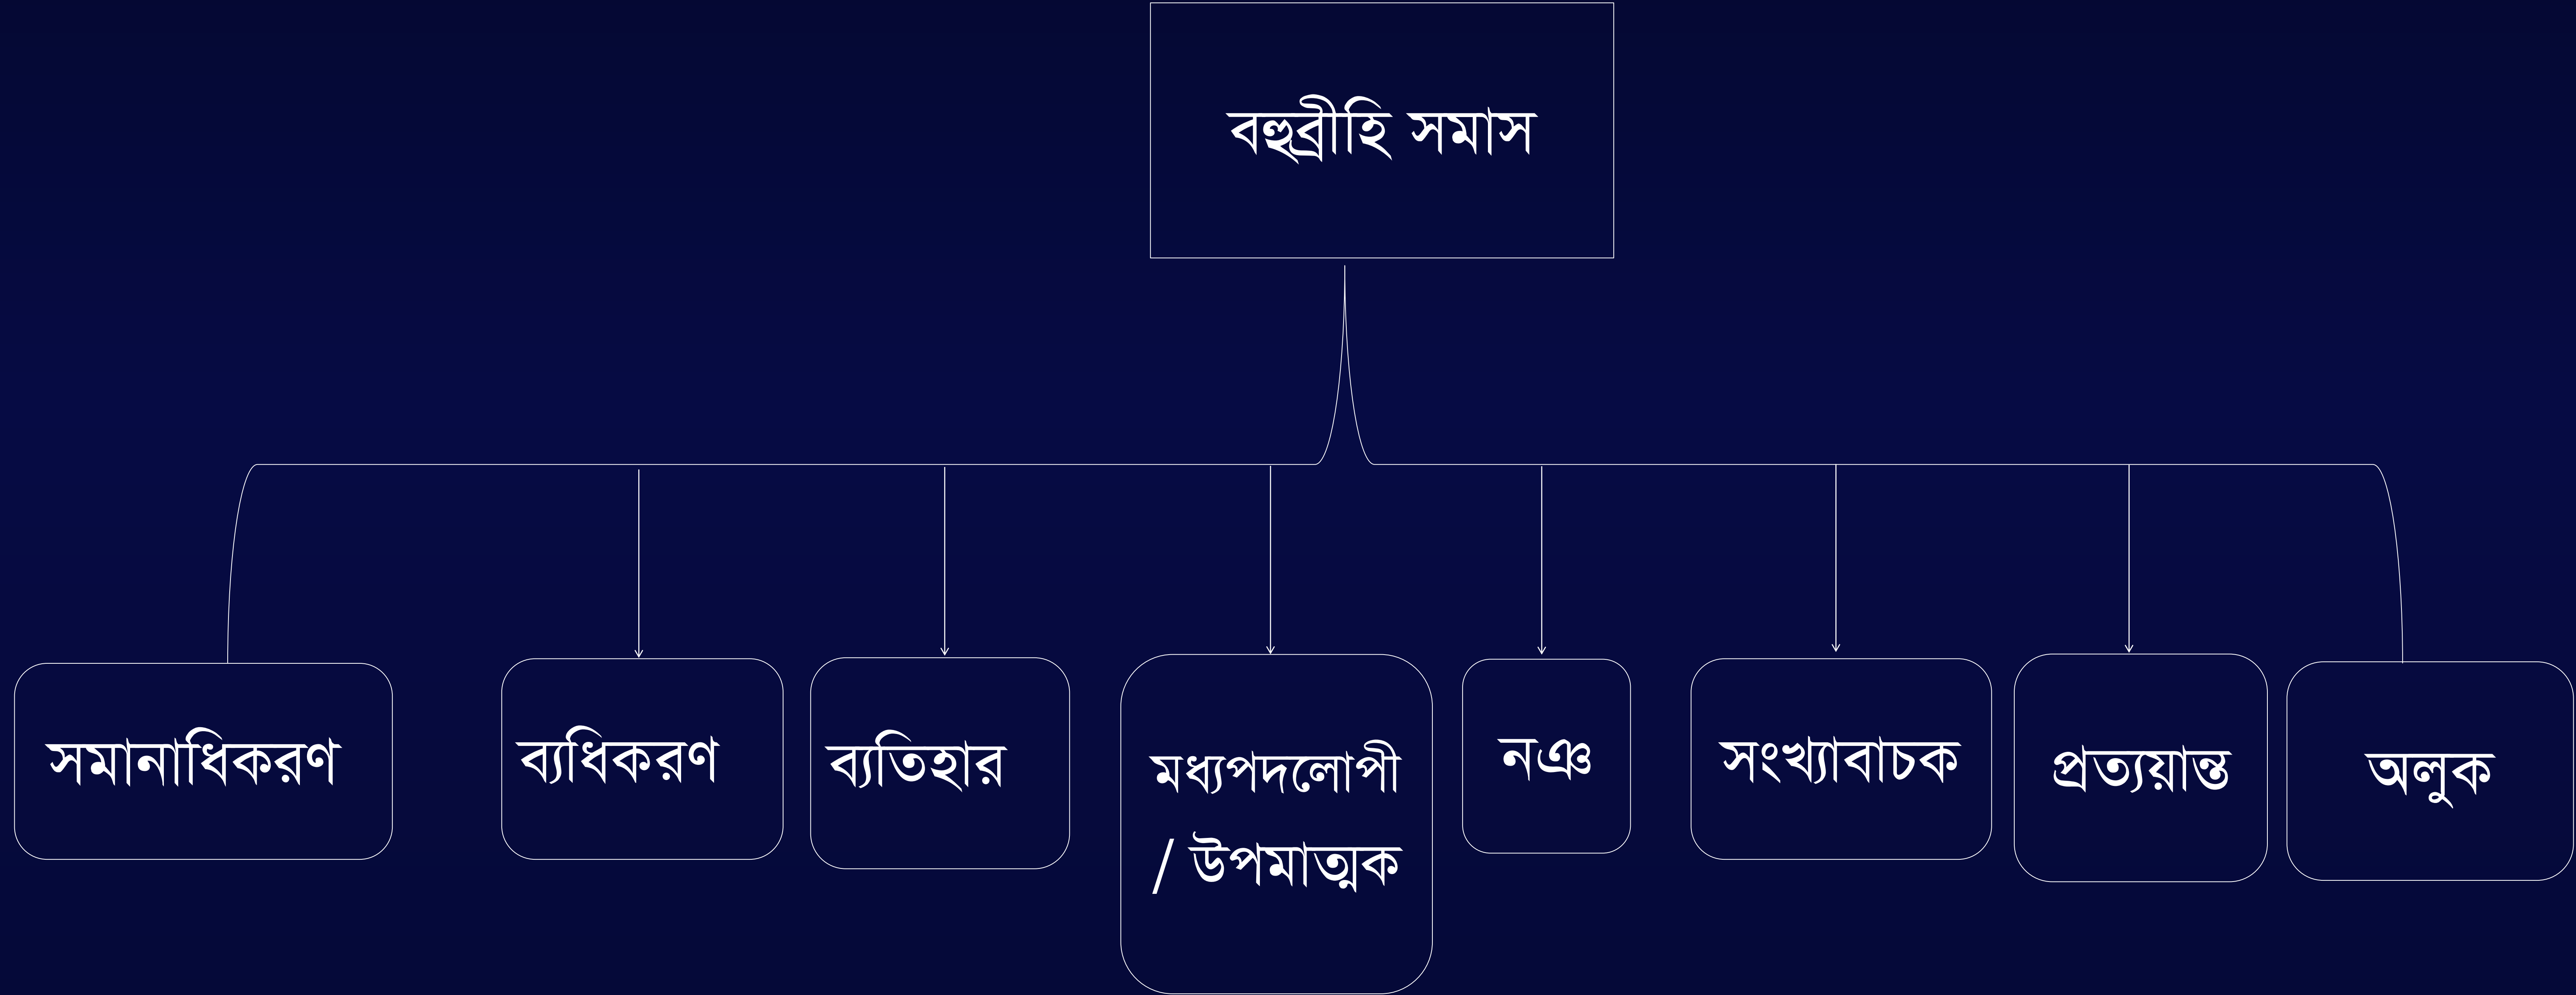 বহুব্রীহি সমাস
সমানাধিকরণ
ব্যধিকরণ
ব্যতিহার
মধ্যপদলোপী
/ উপমাত্মক
নঞ
সংখ্যাবাচক
প্রত্যয়ান্ত
অলুক